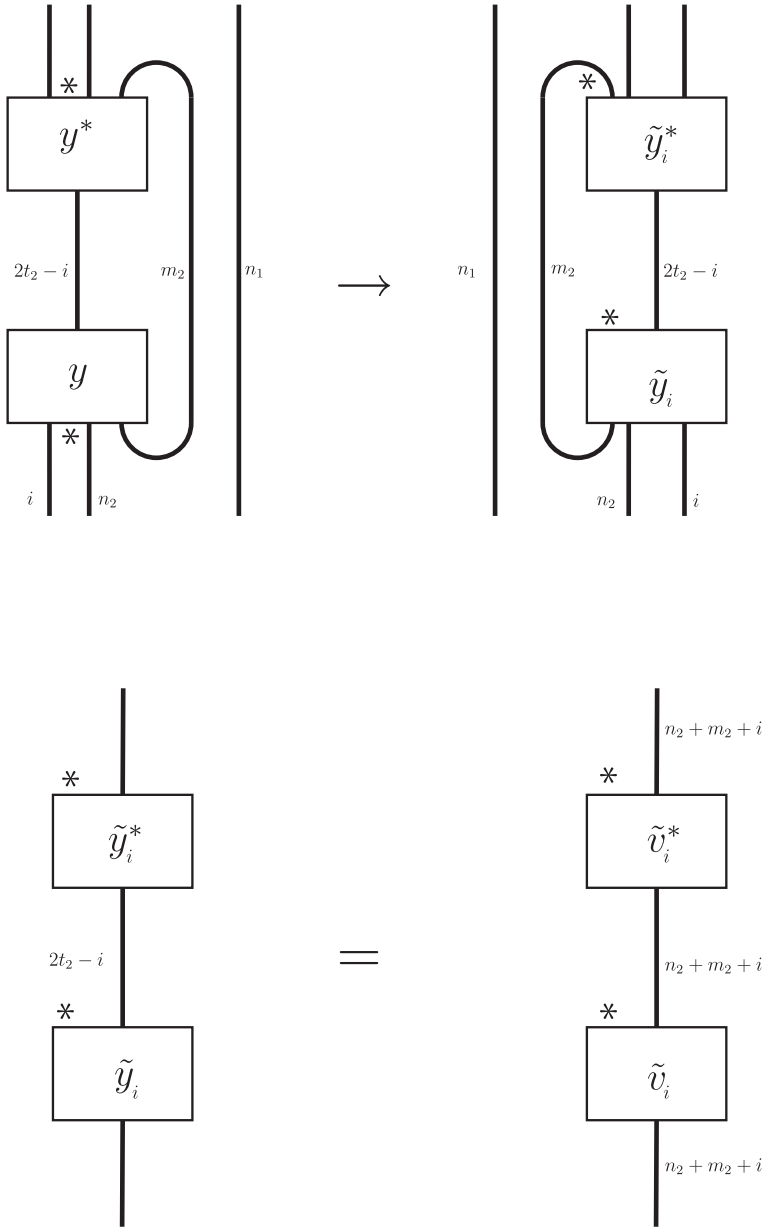 * *
y* ỹᵢ*
2t₂ − i m₂ n₁ → n₁ m₂ 2t₂ − i
* *
y ỹᵢ
i n₂ n₂ i
n₂ + m₂ + i
* *
ỹᵢ* ṽᵢ*
2t₂ − i = n₂ + m₂ + i
* *
ỹᵢ ṽᵢ
n₂ + m₂ + i